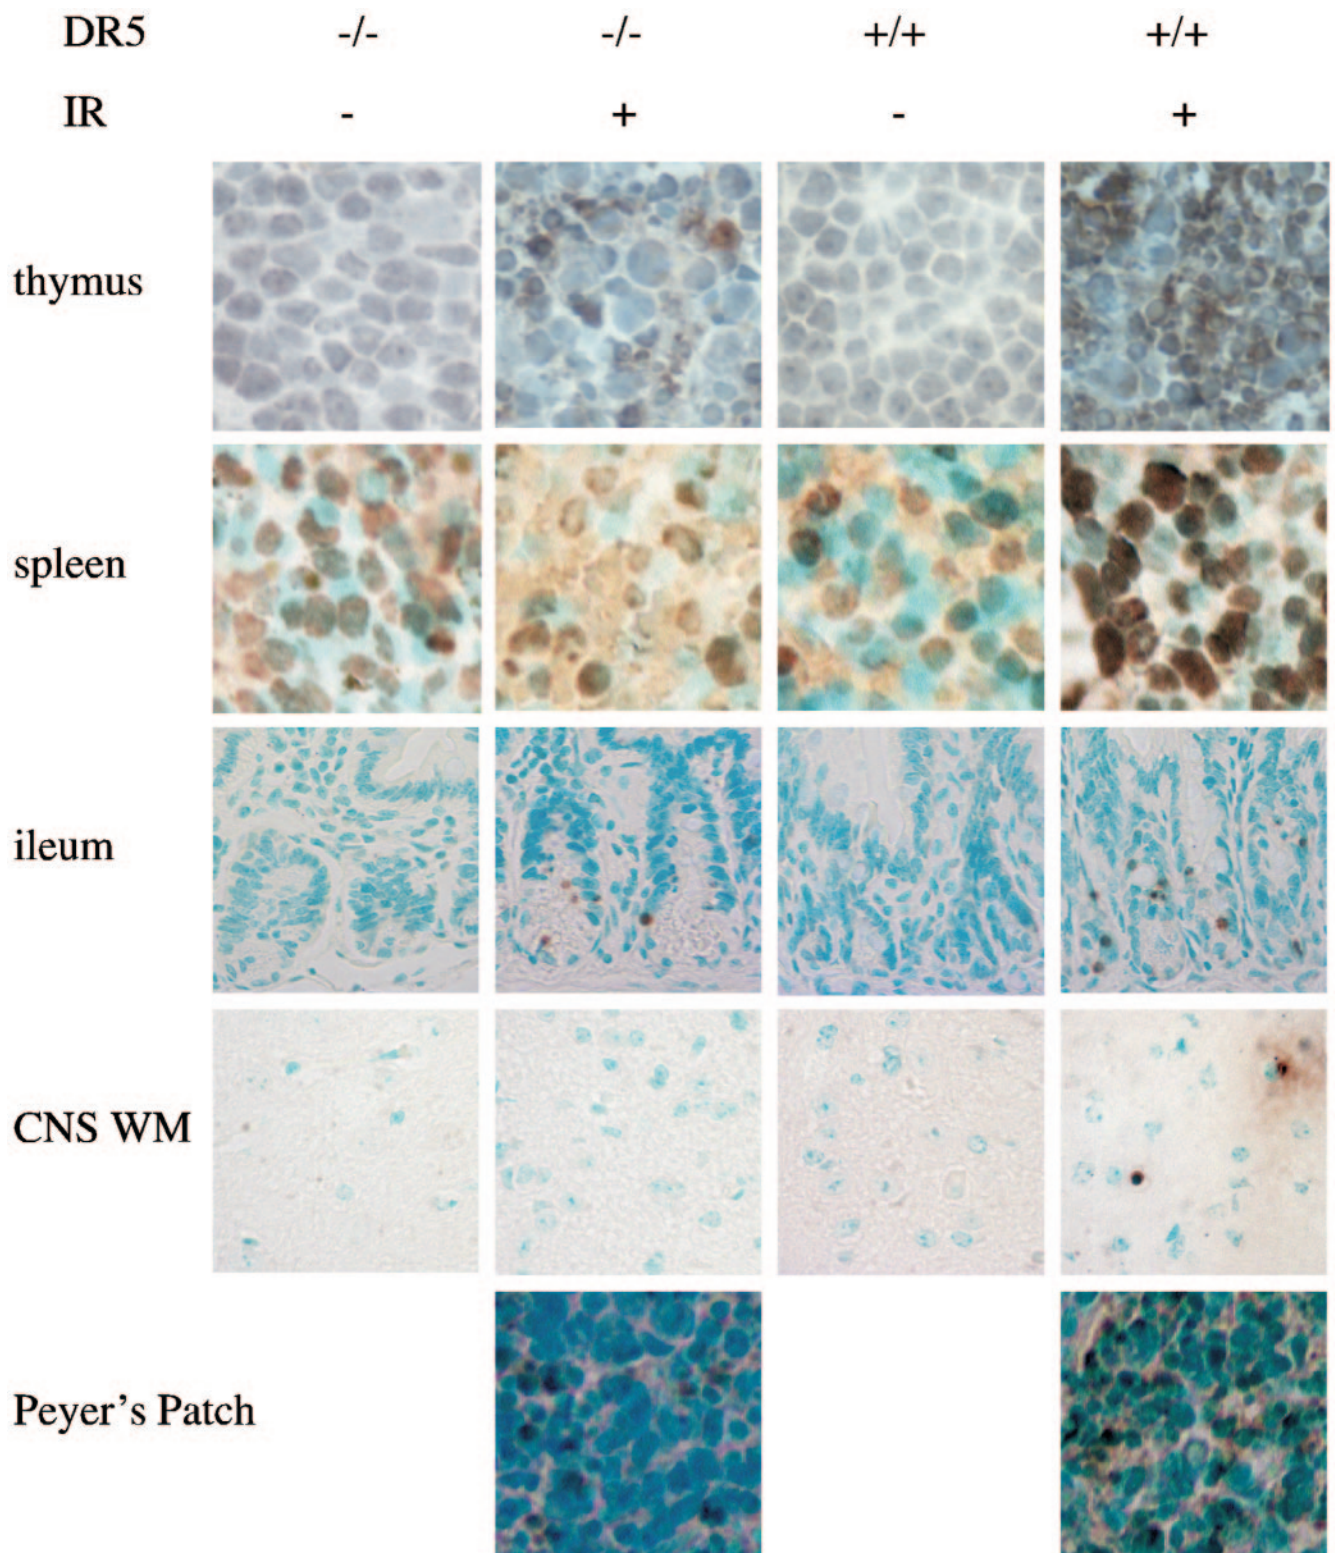 DR5 -/- -/- +/+ +/+
IR - + - +
thymus
spleen
ileum
CNS WM
Peyer's Patch